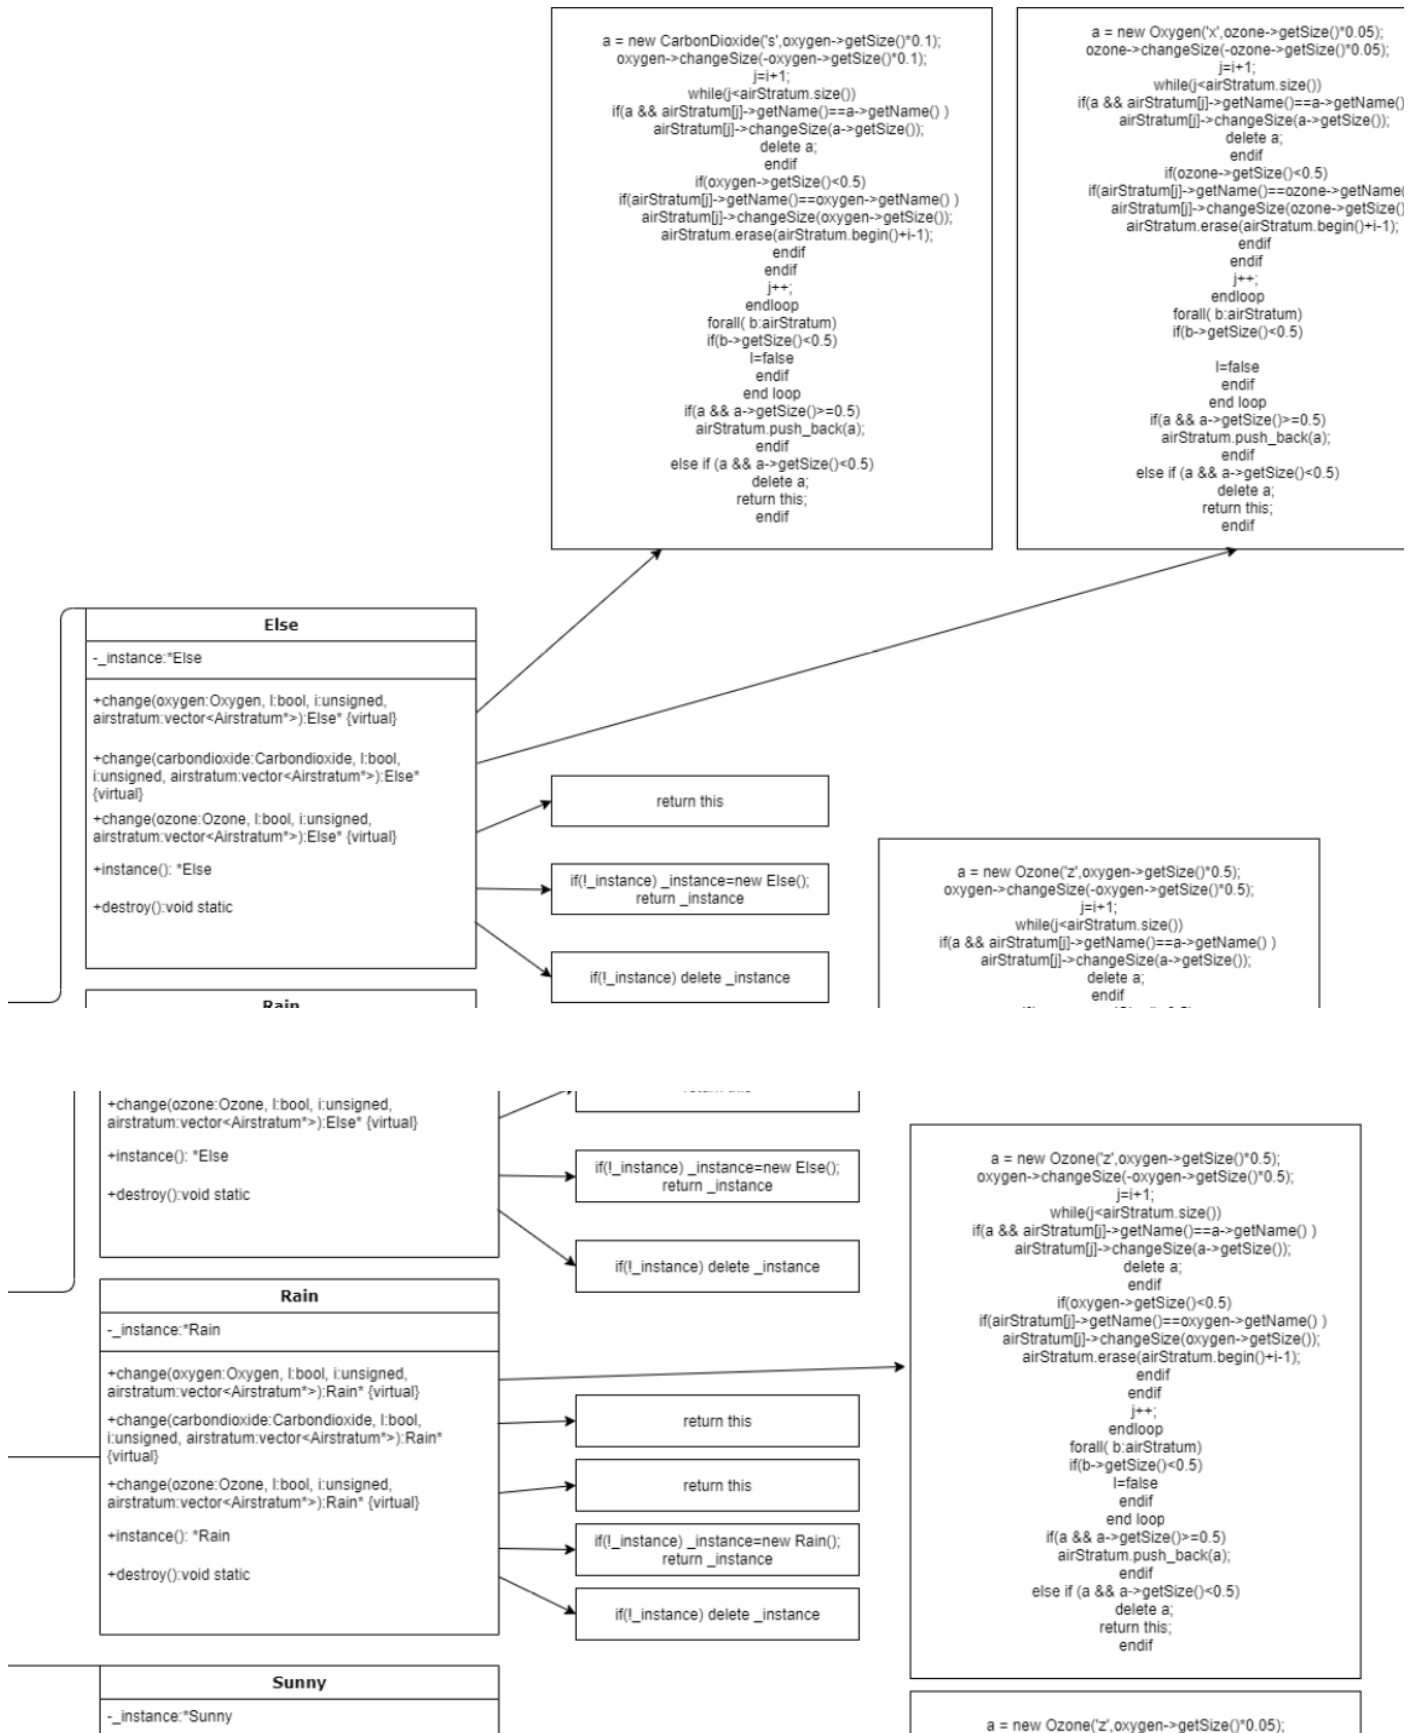 a = new CarbonDioxide('s',oxygen->getSize()*0.1);
oxygen->changeSize(-oxygen->getSize()*0.1);
j=i+1;
while(j<airStratum.size())
if(a && airStratum[j]->getName()==a->getName() )
airStratum[j]->changeSize(a->getSize());
delete a;
endif
if(oxygen->getSize()<0.5)
if(airStratum[j]->getName()==oxygen->getName() )
airStratum[j]->changeSize(oxygen->getSize());
airStratum.erase(airStratum.begin()+i-1);
endif
endif
j++;
endloop
forall( b:airStratum)
if(b->getSize()<0.5)
l=false
endif
end loop
if(a && a->getSize()>=0.5)
airStratum.push_back(a);
endif
else if (a && a->getSize()<0.5)
delete a;
return this;
endif
a = new Oxygen('x',ozone->getSize()*0.05);
ozone->changeSize(-ozone->getSize()*0.05);
j=i+1;
while(j<airStratum.size())
if(a && airStratum[j]->getName()==a->getName()
airStratum[j]->changeSize(a->getSize());
delete a;
endif
if(ozone->getSize()<0.5)
if(airStratum[j]->getName()==ozone->getName(
airStratum[j]->changeSize(ozone->getSize()
airStratum.erase(airStratum.begin()+i-1);
endif
endif
j++;
endloop
forall( b:airStratum)
if(b->getSize()<0.5)
l=false
endif
end loop
if(a && a->getSize()>=0.5)
airStratum.push_back(a);
endif
else if (a && a->getSize()<0.5)
delete a;
return this;
endif
Else
-_instance:*Else
+change(oxygen:Oxygen, l:bool, i:unsigned,
airstratum:vector<Airstratum*>):Else* {virtual}
+change(carbondioxide:Carbondioxide, l:bool,
i:unsigned, airstratum:vector<Airstratum*>):Else*
{virtual}
+change(ozone:Ozone, l:bool, i:unsigned,
airstratum:vector<Airstratum*>):Else* {virtual}
+instance(): *Else
+destroy():void static
return this
if(!_instance) _instance=new Else();
return _instance
if(!_instance) delete _instance
a = new Ozone('z',oxygen->getSize()*0.5);
oxygen->changeSize(-oxygen->getSize()*0.5);
j=i+1;
while(j<airStratum.size())
if(a && airStratum[j]->getName()==a->getName() )
airStratum[j]->changeSize(a->getSize());
delete a;
endif
Rain
+change(ozone:Ozone, l:bool, i:unsigned,
airstratum:vector<Airstratum*>):Else* {virtual}
+instance(): *Else
+destroy():void static
if(!_instance) _instance=new Else();
return _instance
if(!_instance) delete _instance
Rain
-_instance:*Rain
+change(oxygen:Oxygen, l:bool, i:unsigned,
airstratum:vector<Airstratum*>):Rain* {virtual}
+change(carbondioxide:Carbondioxide, l:bool,
i:unsigned, airstratum:vector<Airstratum*>):Rain*
{virtual}
+change(ozone:Ozone, l:bool, i:unsigned,
airstratum:vector<Airstratum*>):Rain* {virtual}
+instance(): *Rain
+destroy():void static
return this
return this
if(!_instance) _instance=new Rain();
return _instance
if(!_instance) delete _instance
a = new Ozone('z',oxygen->getSize()*0.5);
oxygen->changeSize(-oxygen->getSize()*0.5);
j=i+1;
while(j<airStratum.size())
if(a && airStratum[j]->getName()==a->getName() )
airStratum[j]->changeSize(a->getSize());
delete a;
endif
if(oxygen->getSize()<0.5)
if(airStratum[j]->getName()==oxygen->getName() )
airStratum[j]->changeSize(oxygen->getSize());
airStratum.erase(airStratum.begin()+i-1);
endif
endif
j++;
endloop
forall( b:airStratum)
if(b->getSize()<0.5)
l=false
endif
end loop
if(a && a->getSize()>=0.5)
airStratum.push_back(a);
endif
else if (a && a->getSize()<0.5)
delete a;
return this;
endif
Sunny
-_instance:*Sunny
a = new Ozone('z',oxygen->getSize()*0.05);